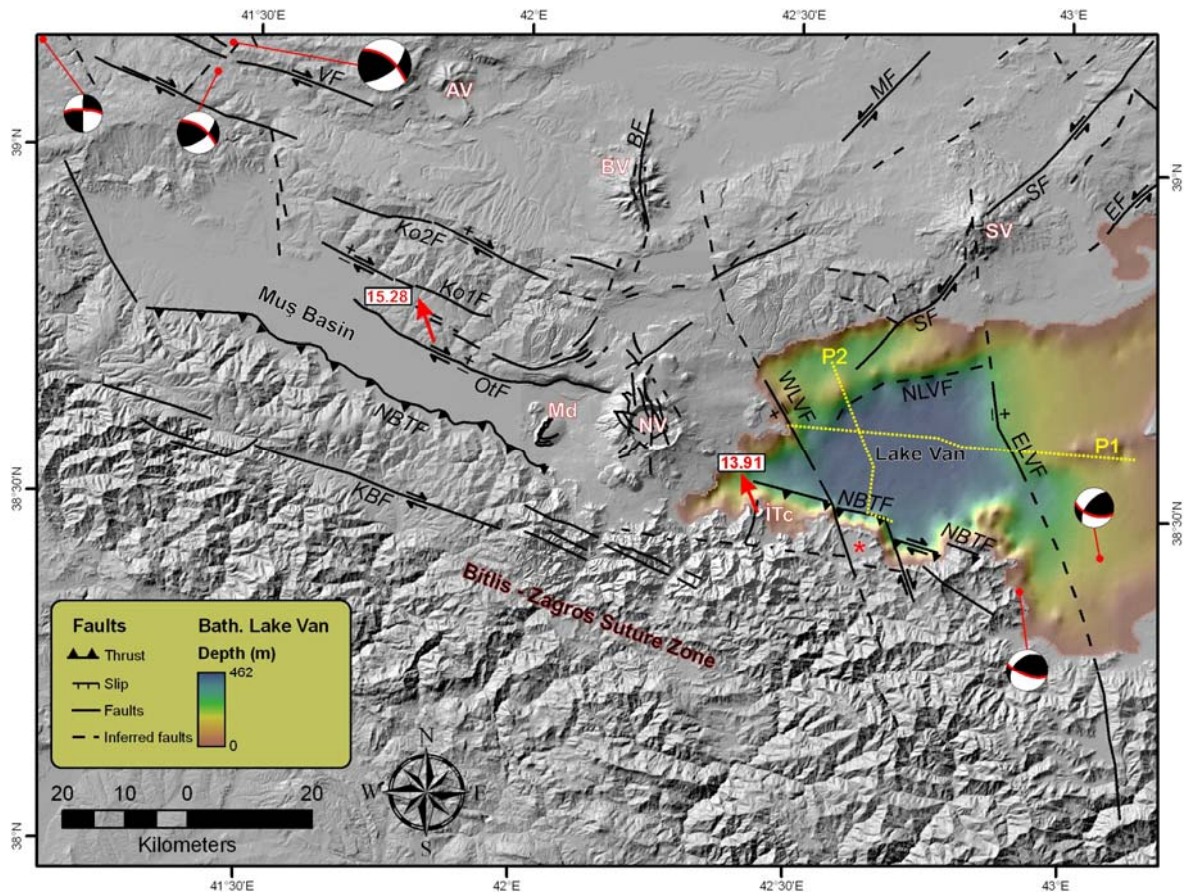 41°30'E
42°E
42°30'E
43°E
39°N
39°N
38°30'N
38°30'N
38°N
VF
AV
MF
BF
BV
SF
EF
SV
Ko2F
Ko1F
15.28
Muş Basin
SF
P2
OtF
NLVF
WLVF
Md
NV
NBTF
Lake Van
P1
ELVF
13.91
KBF
NBTF
İTc
*
NBTF
Bitlis - Zagros Suture Zone
Faults
Thrust
Slip
Faults
Inferred faults
Bath. Lake Van
Depth (m)
462
0
N
W
E
S
20 10 0 20
Kilometers
41°30'E
42°E
42°30'E
43°E